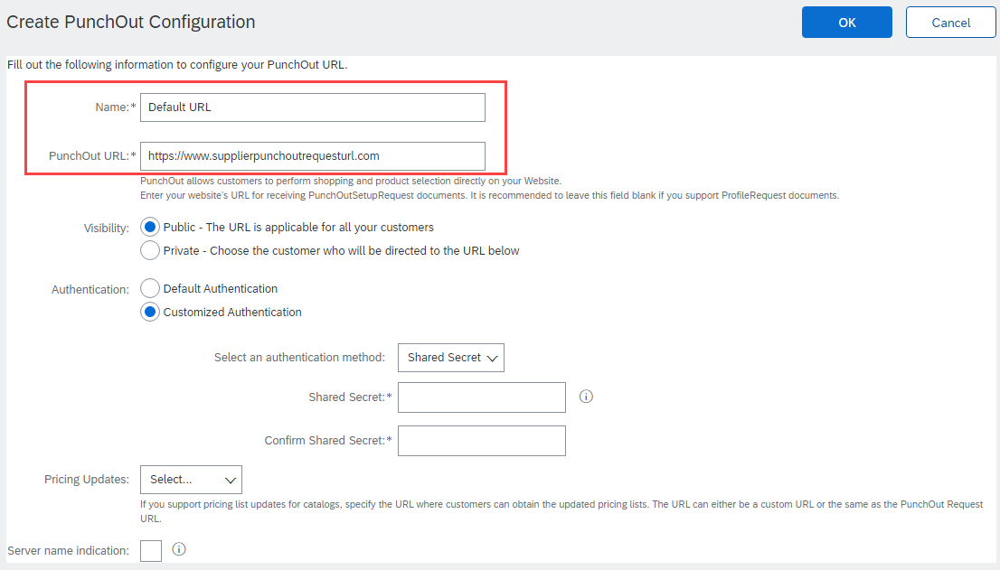 Create PunchOut Configuration
OK
Cancel
Fill out the following information to configure your PunchOut URL.
Name:* Default URL
PunchOut URL:* https://www.supplierpunchoutrequesturl.com
PunchOut allows customers to perform shopping and product selection directly on your Website.
Enter your website's URL for receiving PunchOutSetupRequest documents. It is recommended to leave this field blank if you support ProfileRequest documents.
Visibility: Public - The URL is applicable for all your customers
Private - Choose the customer who will be directed to the URL below
Authentication: Default Authentication
Customized Authentication
Select an authentication method: Shared Secret
Shared Secret:*
Confirm Shared Secret:*
Pricing Updates: Select...
If you support pricing list updates for catalogs, specify the URL where customers can obtain the updated pricing lists. The URL can either be a custom URL or the same as the PunchOut Request
URL.
Server name indication: